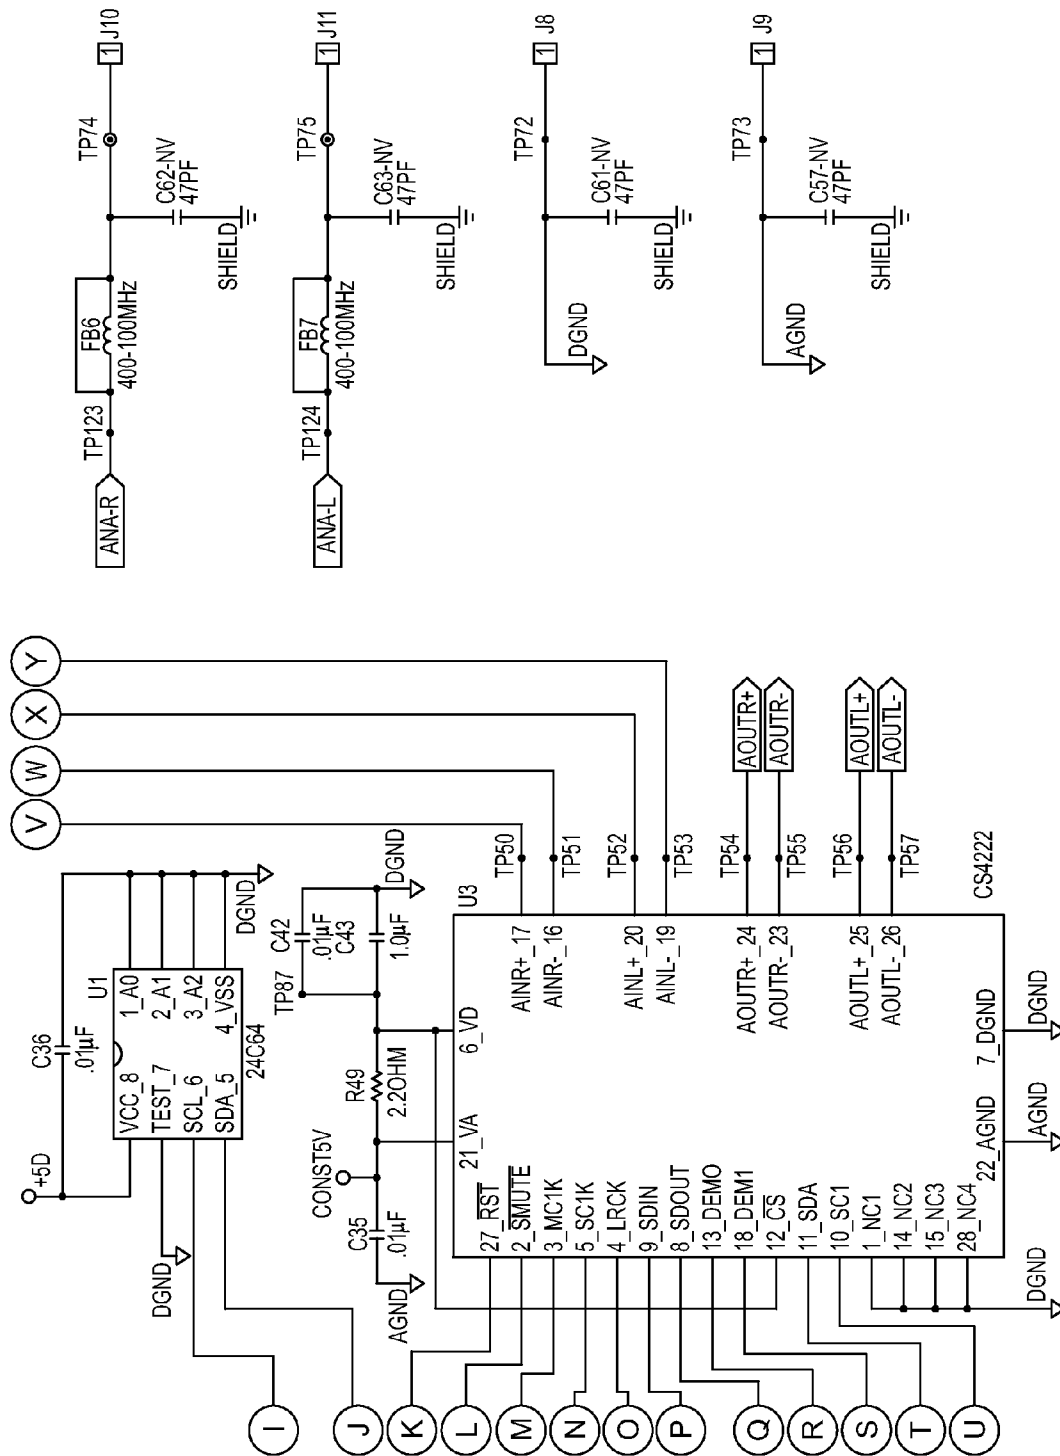 J10
1
TP74
C62-NV
47PF
SHIELD
FB6
400-100MHz
TP123
ANA-R
J11
1
TP75
C63-NV
47PF
SHIELD
FB7
400-100MHz
TP124
ANA-L
J8
1
TP72
C61-NV
47PF
SHIELD
DGND
J9
1
TP73
C57-NV
47PF
SHIELD
AGND
V
W
X
Y
+5D
C36
.01µF
U1
VCC_8
TEST_7
SCL_6
SDA_5
1_A0
2_A1
3_A2
4_VSS
24C64
DGND
DGND
CONST5V
C35
.01µF
AGND
R49
2.2OHM
TP87
C42
.01µF
C43
1.0µF
DGND
U3
21_VA
6_VD
27_RST
2_SMUTE
3_MC1K
5_SC1K
4_LRCK
9_SDIN
8_SDOUT
13_DEMO
18_DEM1
12_CS
11_SDA
10_SC1
1_NC1
14_NC2
15_NC3
28_NC4
AINR+_17
AINR-_16
AINL+_20
AINL-_19
AOUTR+_24
AOUTR-_23
AOUTL+_25
AOUTL-_26
22_AGND
7_DGND
TP50
TP51
TP52
TP53
TP54
TP55
TP56
TP57
AOUTR+
AOUTR-
AOUTL+
AOUTL-
CS4222
DGND
AGND
DGND
I
J
K
L
M
N
O
P
Q
R
S
T
U